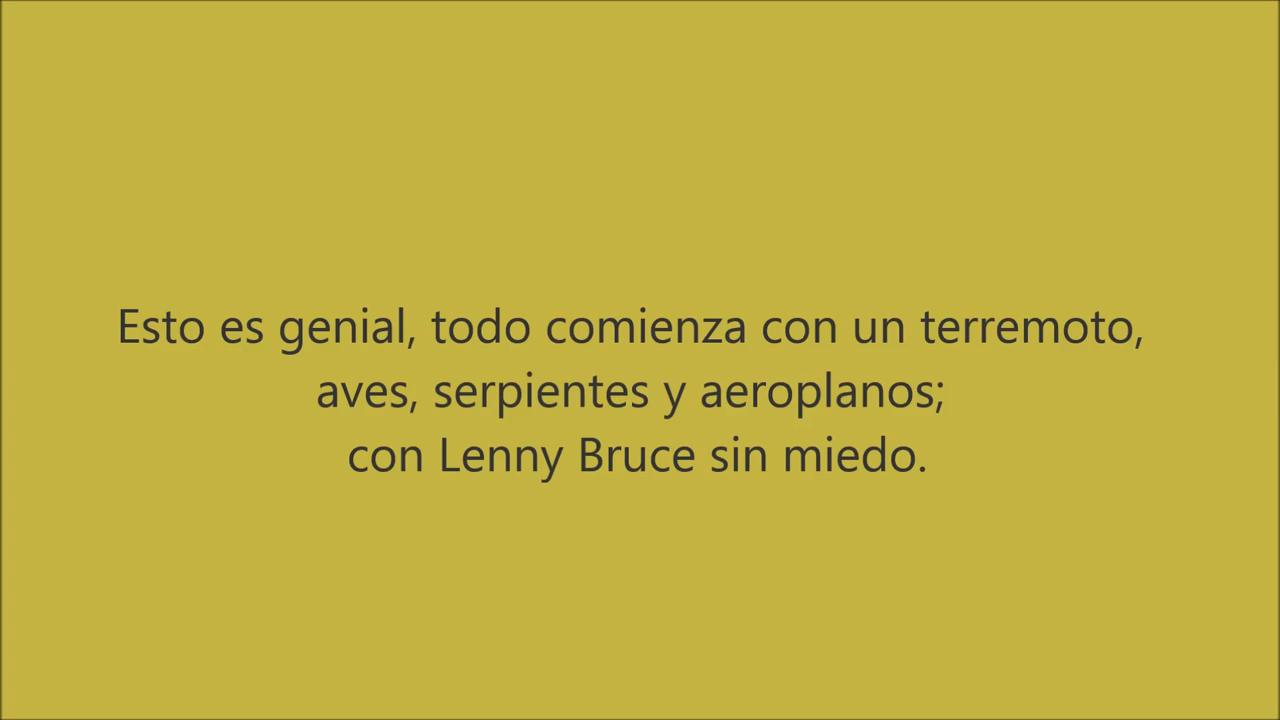 Esto es genial, todo comienza con un terremoto,
aves, serpientes y aeroplanos;
con Lenny Bruce sin miedo.